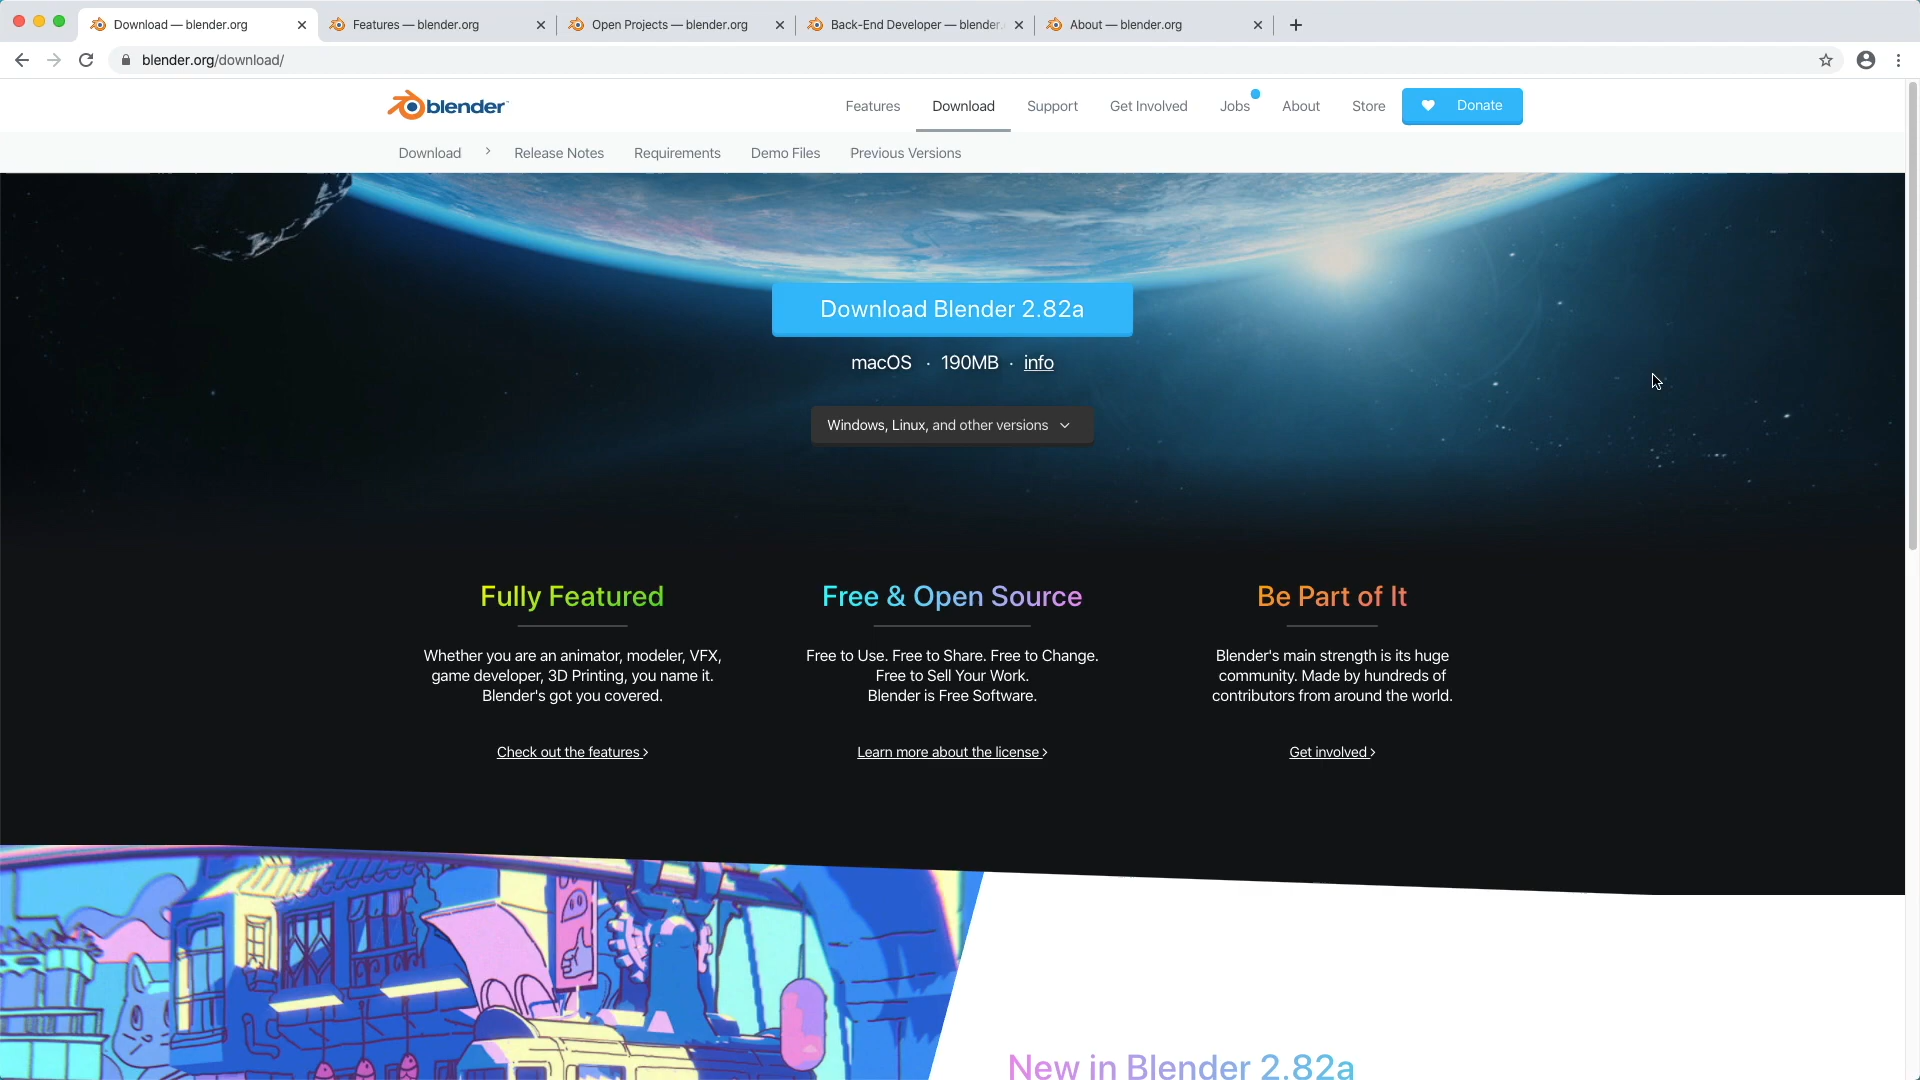 Download — blender.org
Features — blender.org
Open Projects — blender.org
Back-End Developer — blender.
About — blender.org
blender.org/download/
blender
Features
Download
Support
Get Involved
Jobs
About
Store
Donate
Download
Release Notes
Requirements
Demo Files
Previous Versions
Download Blender 2.82a
macOS · 190MB · info
Windows, Linux, and other versions
Fully Featured
Whether you are an animator, modeler, VFX,
game developer, 3D Printing, you name it.
Blender's got you covered.
Check out the features >
Free & Open Source
Free to Use. Free to Share. Free to Change.
Free to Sell Your Work.
Blender is Free Software.
Learn more about the license >
Be Part of It
Blender's main strength is its huge
community. Made by hundreds of
contributors from around the world.
Get involved >
New in Blender 2.82a